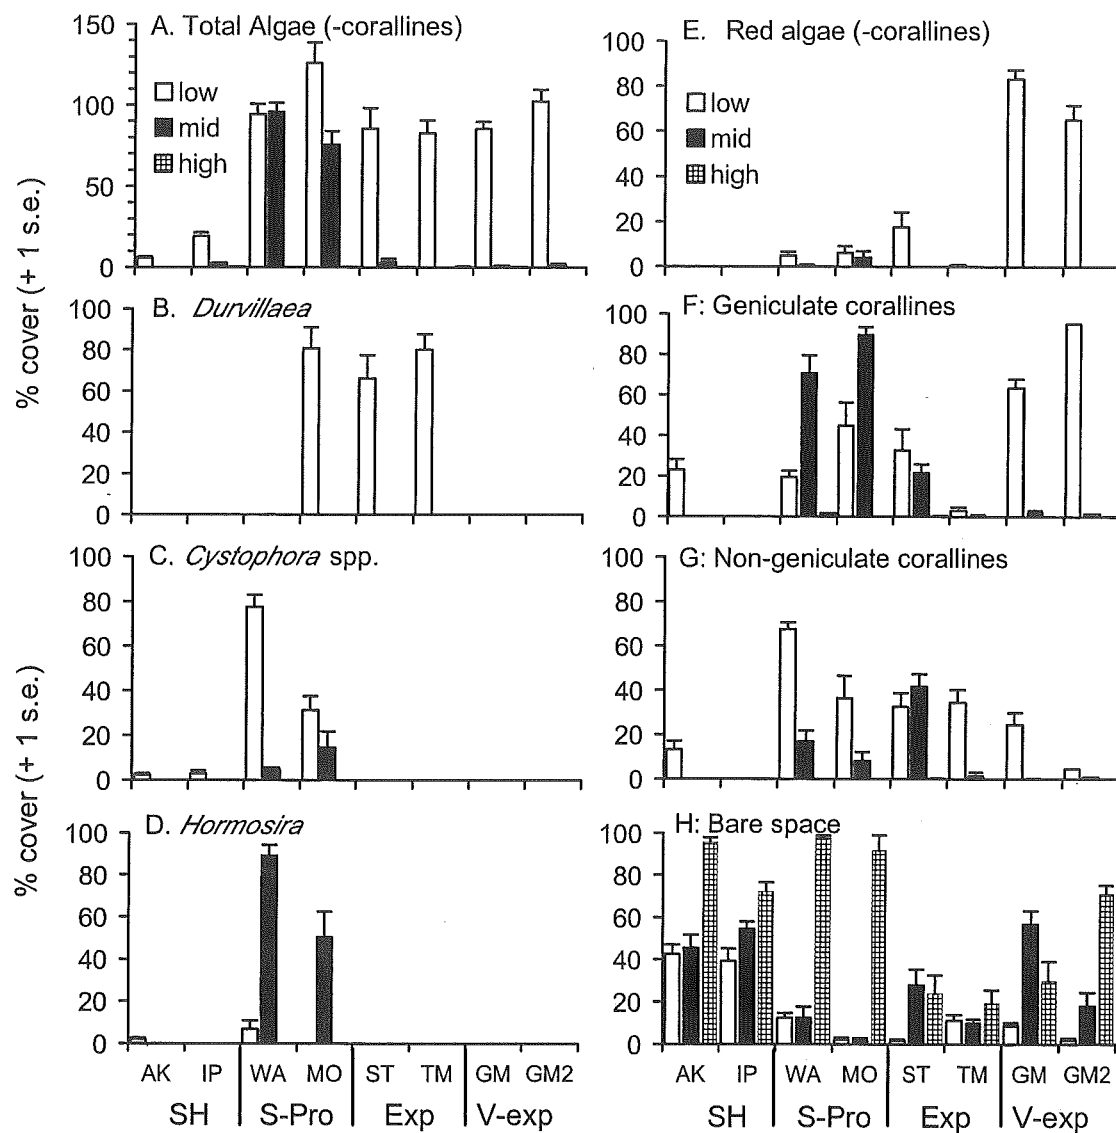 A. Total Algae (-corallines)
low
mid
high
150
100
50
0
B. Durvillaea
100
80
60
40
20
0
C. Cystophora spp.
100
80
60
40
20
0
D. Hormosira
100
80
60
40
20
0
% cover (+ 1 s.e.)
% cover (+ 1 s.e.)
AK IP WA MO ST TM GM GM2
SH S-Pro Exp V-exp
E. Red algae (-corallines)
low
mid
high
100
80
60
40
20
0
F: Geniculate corallines
100
80
60
40
20
0
G: Non-geniculate corallines
100
80
60
40
20
0
H: Bare space
100
80
60
40
20
0
AK IP WA MO ST TM GM GM2
SH S-Pro Exp V-exp